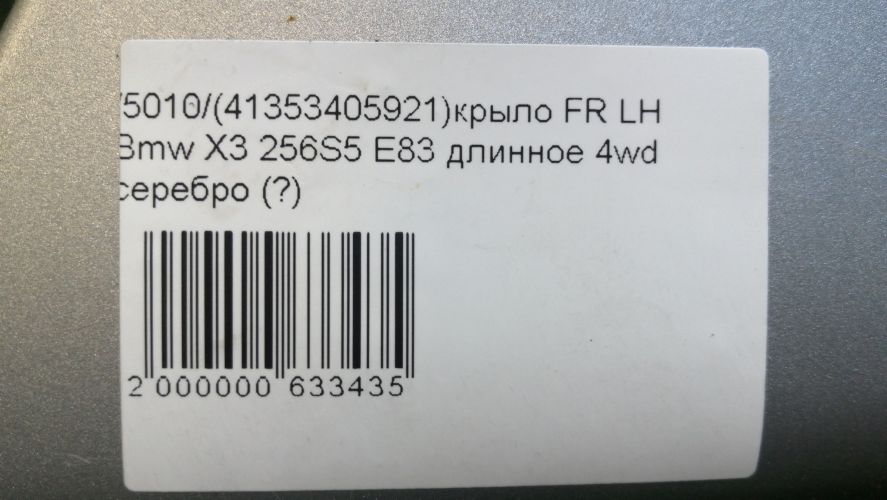 /5010/(41353405921)крыло FR LH
Bmw X3 256S5 E83 длинное 4wd
серебро (?)
2 000000 633435